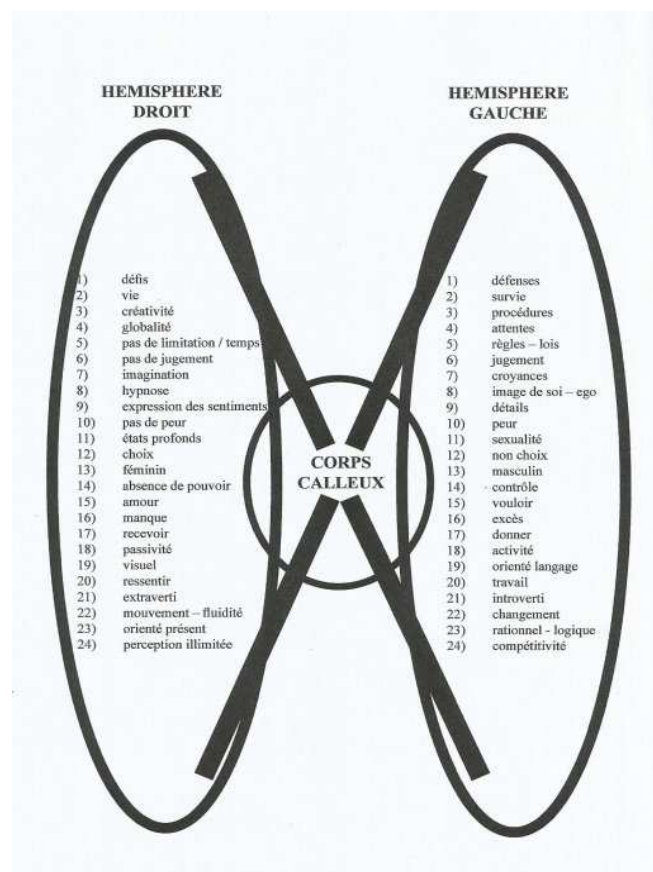 HEMISPHERE
DROIT
1) défis
2) vie
3) créativité
4) globalité
5) pas de limitation / temps
6) pas de jugement
7) imagination
8) hypnose
9) expression des sentiments
10) pas de peur
11) états profonds
12) choix
13) féminin
14) absence de pouvoir
15) amour
16) manque
17) recevoir
18) passivité
19) visuel
20) ressentir
21) extraverti
22) mouvement – fluidité
23) orienté présent
24) perception illimitée
CORPS
CALLEUX
HEMISPHERE
GAUCHE
1) défenses
2) survie
3) procédures
4) attentes
5) règles – lois
6) jugement
7) croyances
8) image de soi – ego
9) détails
10) peur
11) sexualité
12) non choix
13) masculin
14) contrôle
15) vouloir
16) excès
17) donner
18) activité
19) orienté langage
20) travail
21) introverti
22) changement
23) rationnel - logique
24) compétitivité